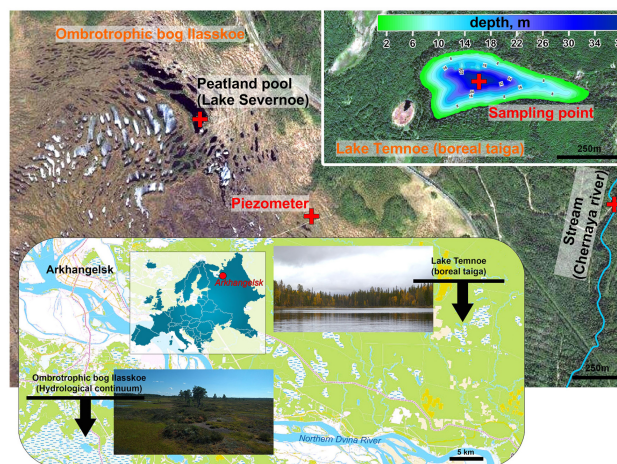 Ombrotrophic bog Ilasskoe
Peatland pool
(Lake Severnoe)
Piezometer
depth, m
2 6 10 14 18 22 26 30 34 38
Sampling point
Lake Temnoe (boreal taiga)
250m
Stream
(Chernaya river)
250m
Arkhangelsk
Arkhangelsk
Lake Temnoe
(boreal taiga)
Ombrotrophic bog Ilasskoe
(Hydrological continuum)
Northern Dvina River
5 km